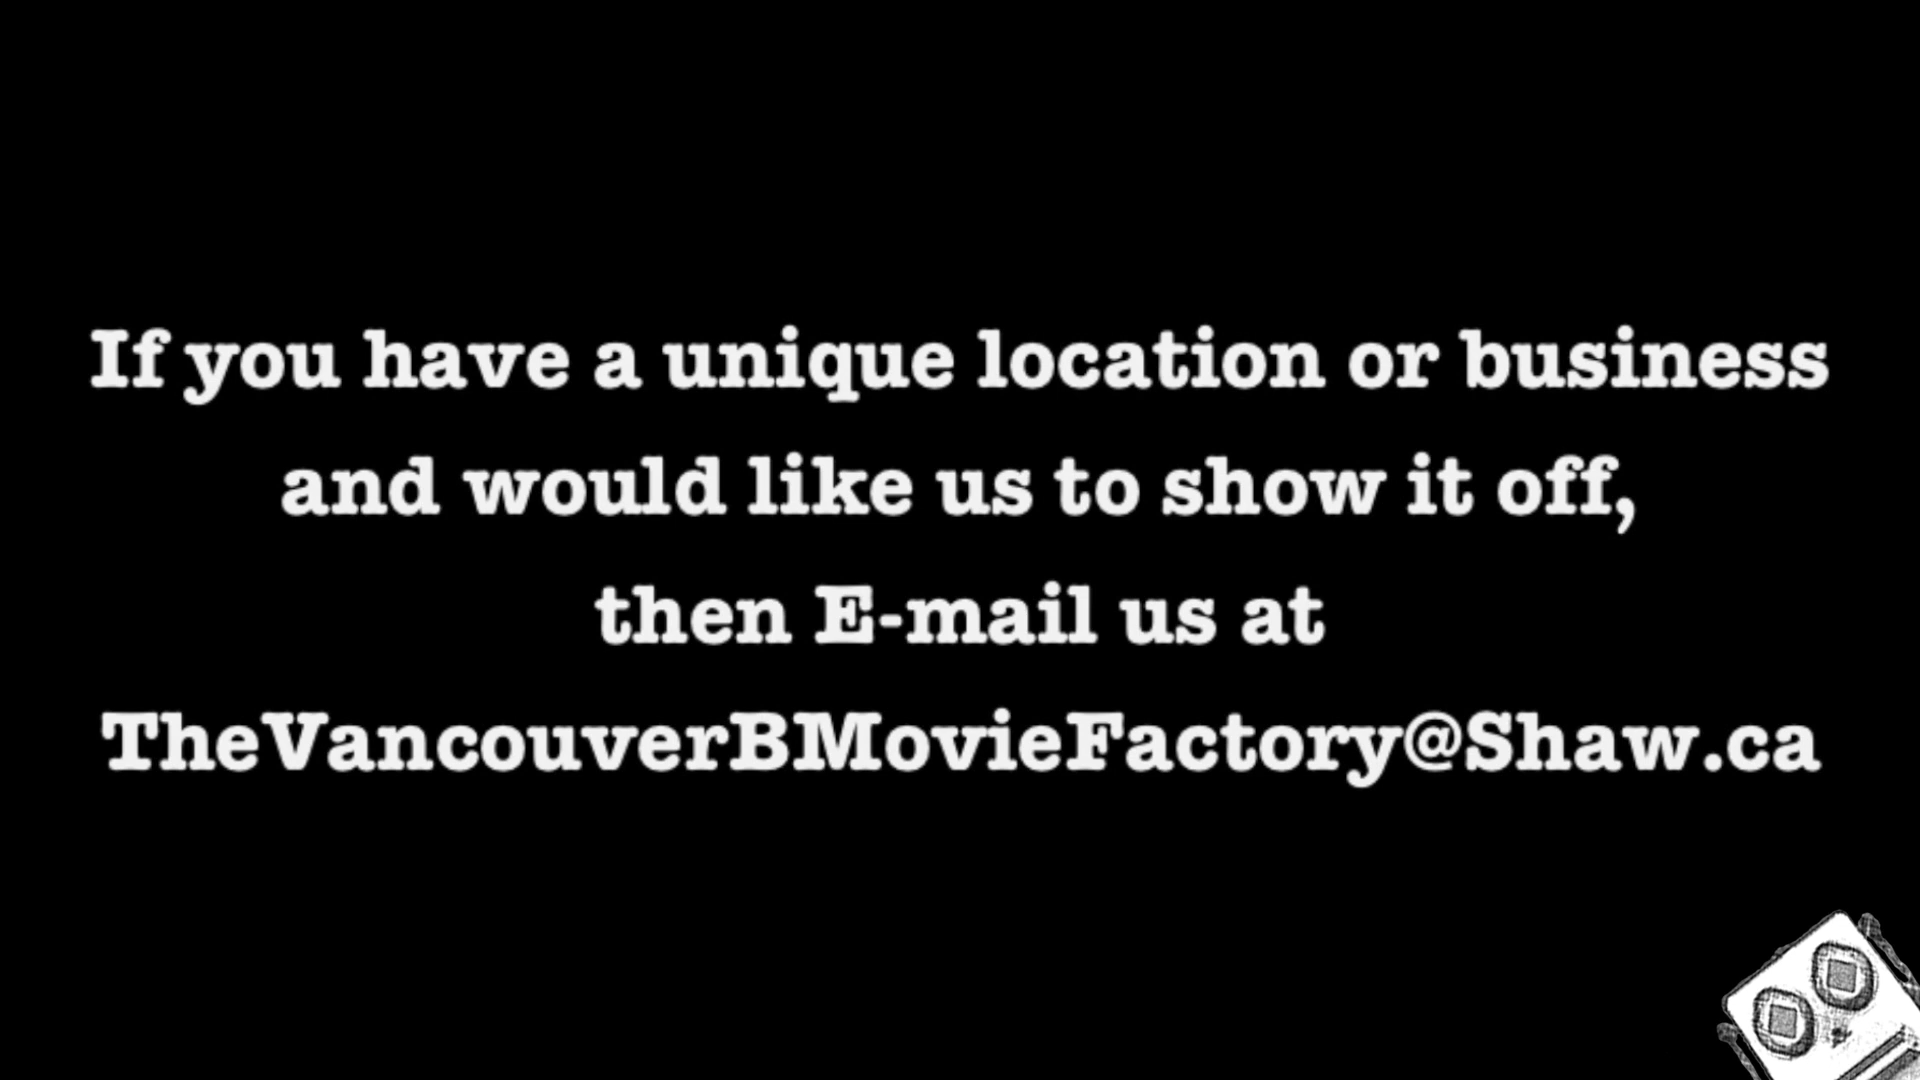 If you have a unique location or business
and would like us to show it off,
then E-mail us at
TheVancouverBMovieFactory@Shaw.ca